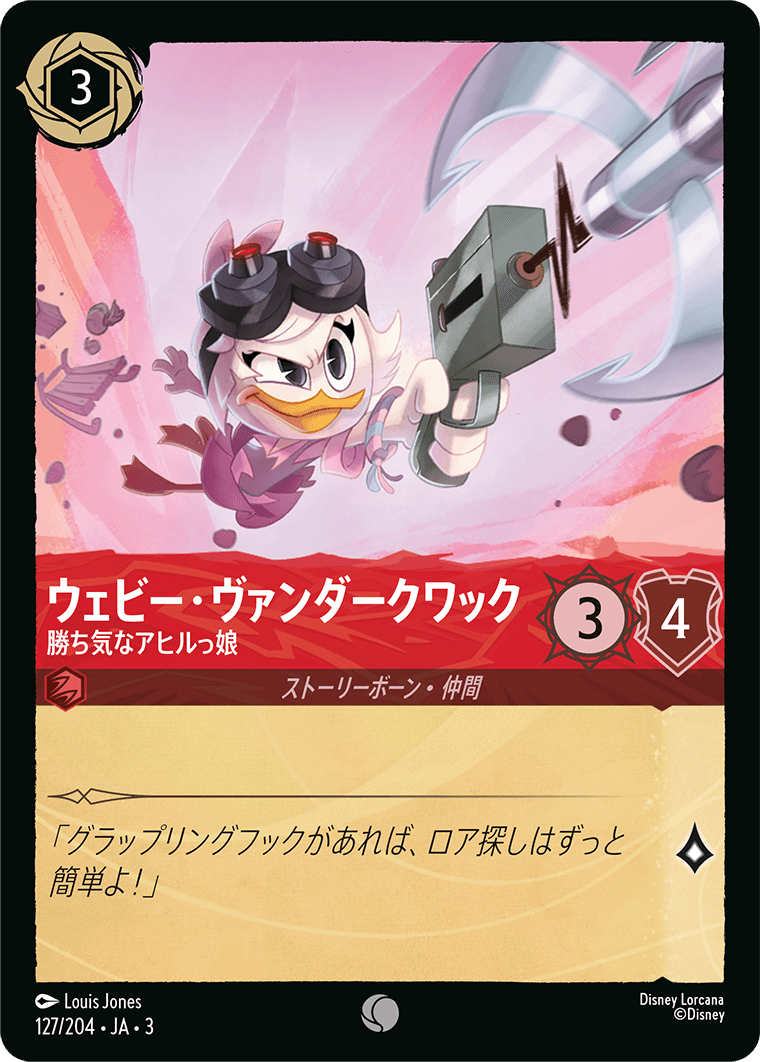 3
ウェビー・ヴァンダークワック
勝ち気なアヒルっ娘
3
4
ストーリーボーン・仲間
「グラップリングフックがあれば、ロア探しはずっと
簡単よ!」
Louis Jones
127/204 • JA • 3
Disney Lorcana
©Disney